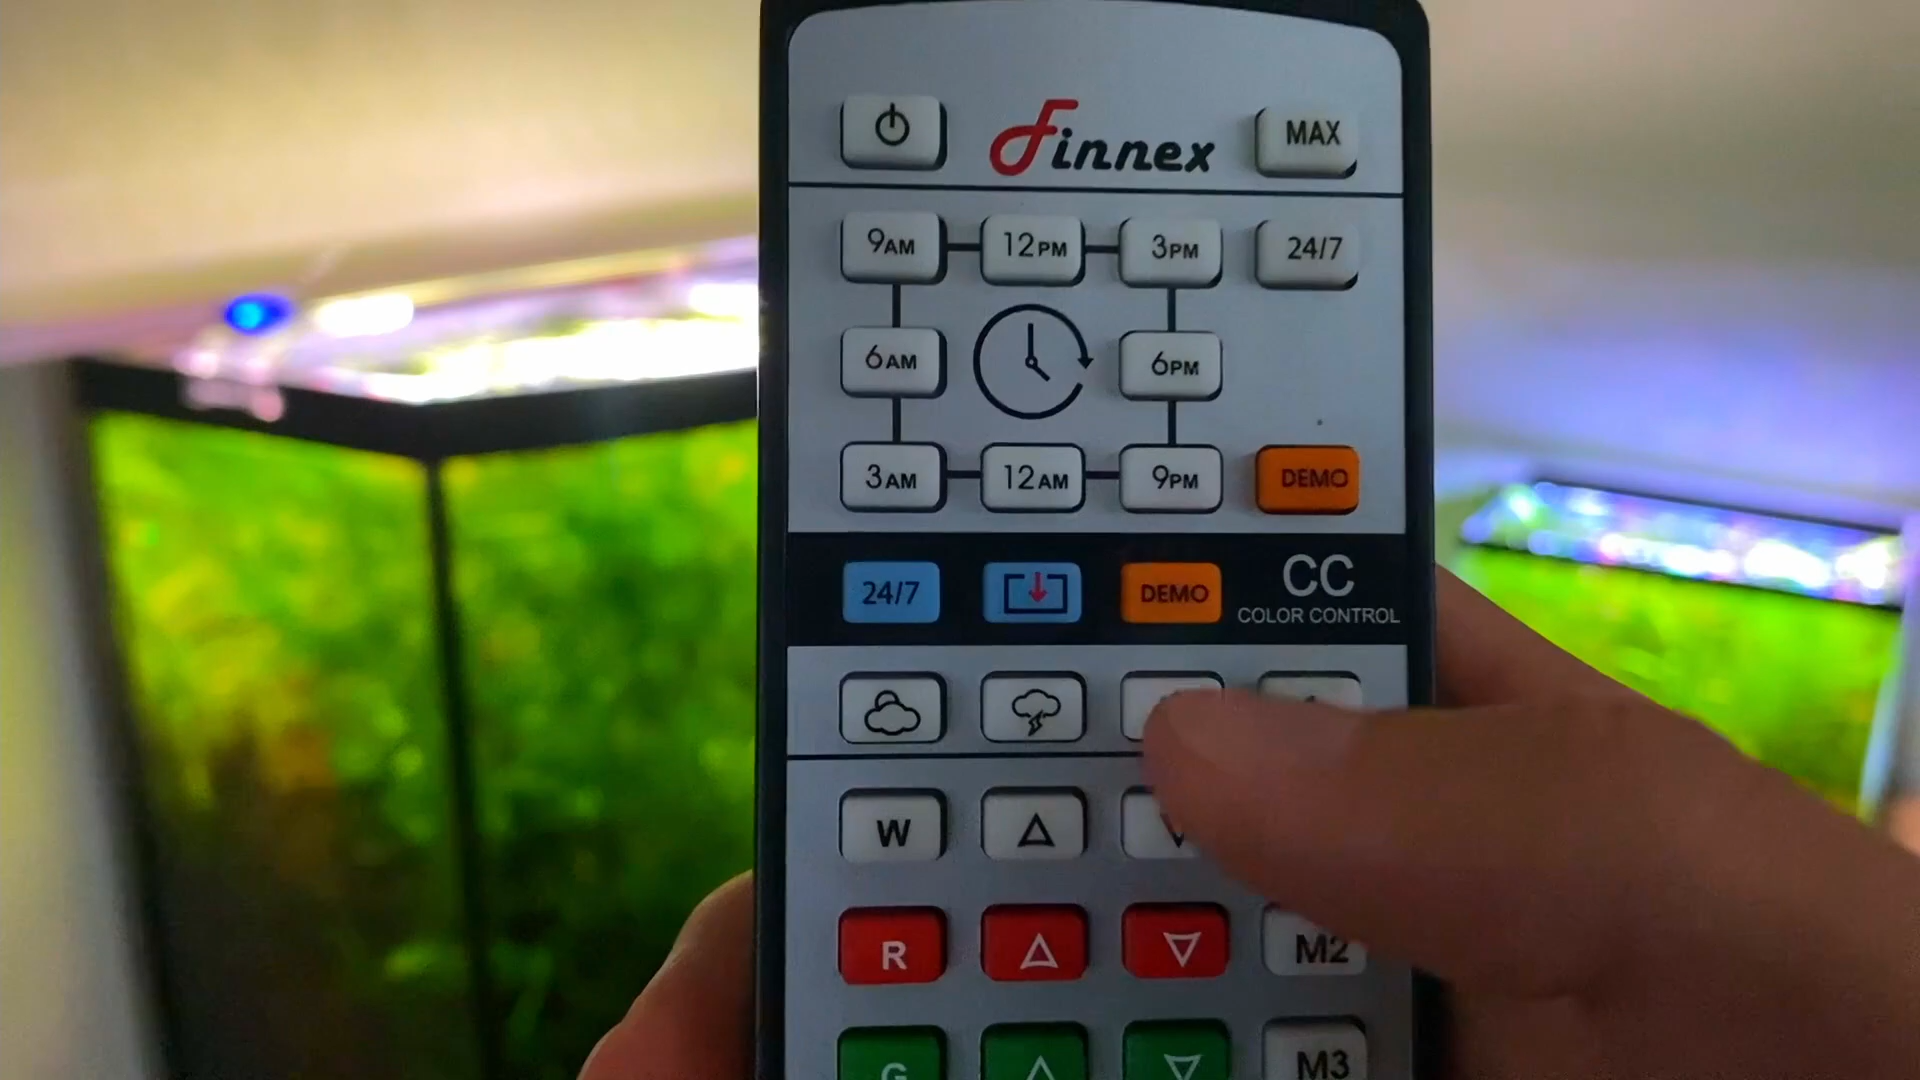 Finnex MAX
9AM 12PM 3PM 24/7
6AM 6PM
3AM 12AM 9PM DEMO
24/7 DEMO CC
COLOR CONTROL
W
R M2
G M3